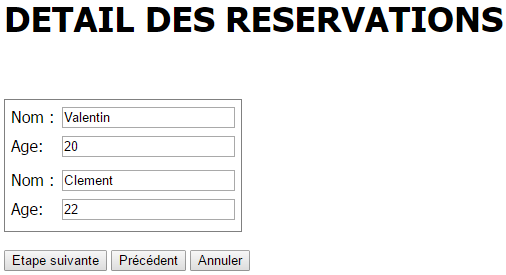 DETAIL DES RESERVATIONS
Nom : Valentin
Age: 20
Nom : Clement
Age: 22
Etape suivante Précédent Annuler